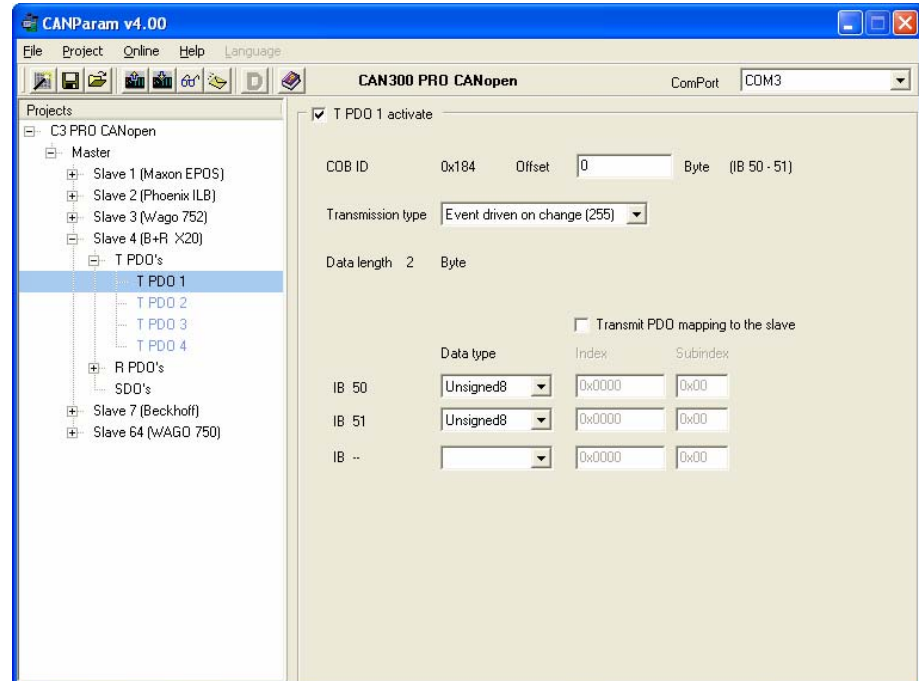 CANParam v4.00
File Project Online Help Language
D CAN300 PRO CANopen ComPort COM3
Projects
C3 PRO CANopen
Master
Slave 1 (Maxon EPOS)
Slave 2 (Phoenix ILB)
Slave 3 (Wago 752)
Slave 4 (B+R X20)
T PDO's
T PDO 1
T PDO 2
T PDO 3
T PDO 4
R PDO's
SDO's
Slave 7 (Beckhoff)
Slave 64 (WAGO 750)
T PDO 1 activate
COB ID 0x184 Offset 0 Byte (IB 50 - 51)
Transmission type Event driven on change (255)
Data length 2 Byte
Transmit PDO mapping to the slave
Data type Index Subindex
IB 50 Unsigned8 0x0000 0x00
IB 51 Unsigned8 0x0000 0x00
IB -- 0x0000 0x00